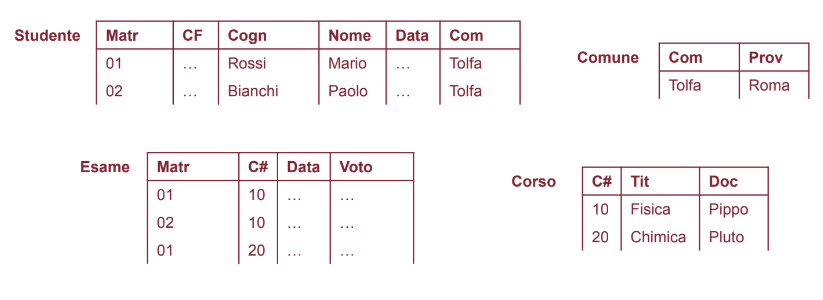 Studente Matr CF Cogn Nome Data Com
01 … Rossi Mario … Tolfa
02 … Bianchi Paolo … Tolfa
Comune Com Prov
Tolfa Roma
Esame Matr C# Data Voto
01 10 … …
02 10 … …
01 20 … …
Corso C# Tit Doc
10 Fisica Pippo
20 Chimica Pluto